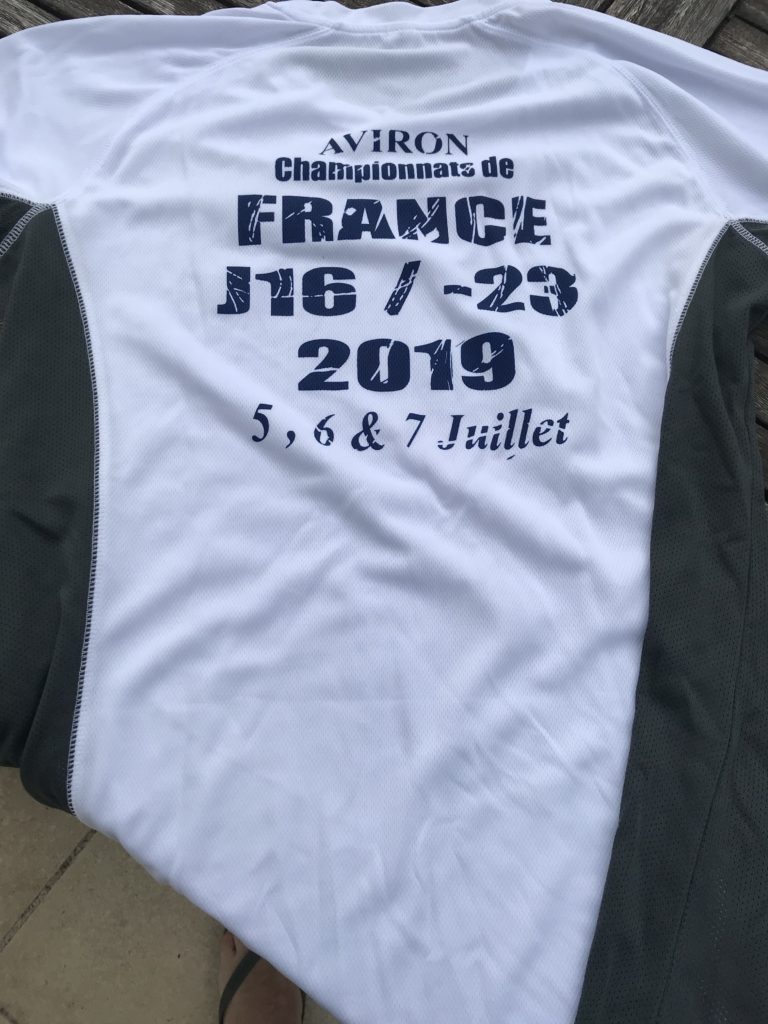 AVIRON
Championnats de
FRANCE
J16 / -23
2019
5, 6 & 7 Juillet